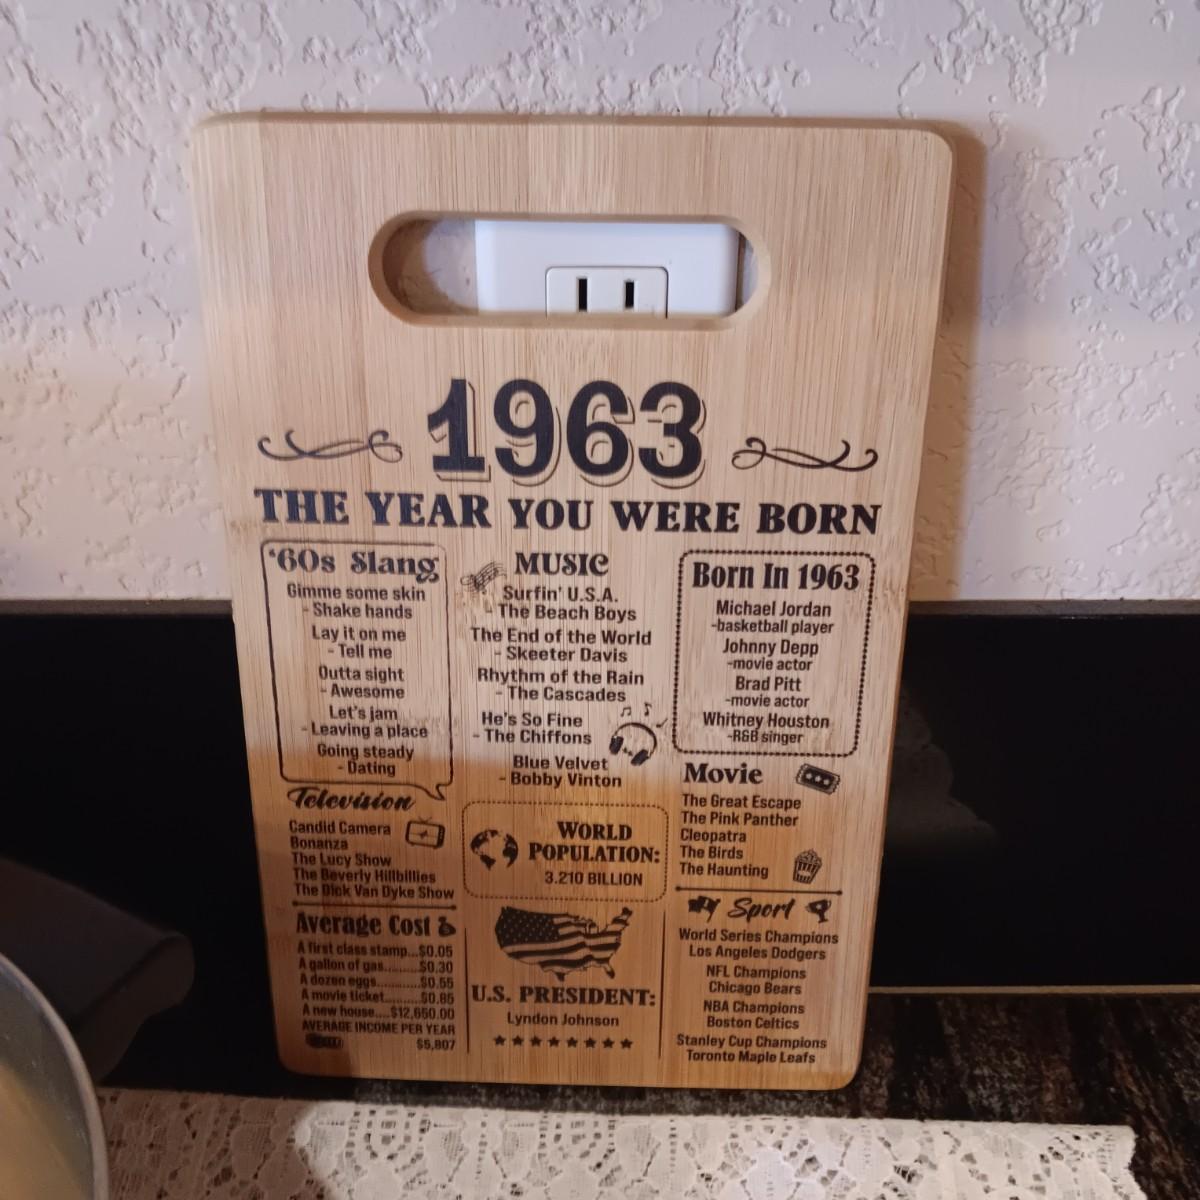 1963
THE YEAR YOU WERE BORN
'60s Slang
Gimme some skin
- Shake hands
Lay it on me
- Tell me
Outta sight
- Awesome
Let's jam
- Leaving a place
Going steady
- Dating
Television
Candid Camera
Bonanza
The Lucy Show
The Beverly Hillbillies
The Dick Van Dyke Show
Average Cost
A first class stamp...$0.05
A gallon of gas.........$0.30
A dozen eggs...........$0.55
A movie ticket.........$0.85
A new house....$12,650.00
AVERAGE INCOME PER YEAR
$5,807
MUSIC
Surfin' U.S.A.
- The Beach Boys
The End of the World
- Skeeter Davis
Rhythm of the Rain
- The Cascades
He's So Fine
- The Chiffons
Blue Velvet
- Bobby Vinton
WORLD
POPULATION:
3.210 BILLION
U.S. PRESIDENT:
Lyndon Johnson
Born In 1963
Michael Jordan
-basketball player
Johnny Depp
-movie actor
Brad Pitt
-movie actor
Whitney Houston
-R&B singer
Movie
The Great Escape
The Pink Panther
Cleopatra
The Birds
The Haunting
Sport
World Series Champions
Los Angeles Dodgers
NFL Champions
Chicago Bears
NBA Champions
Boston Celtics
Stanley Cup Champions
Toronto Maple Leafs